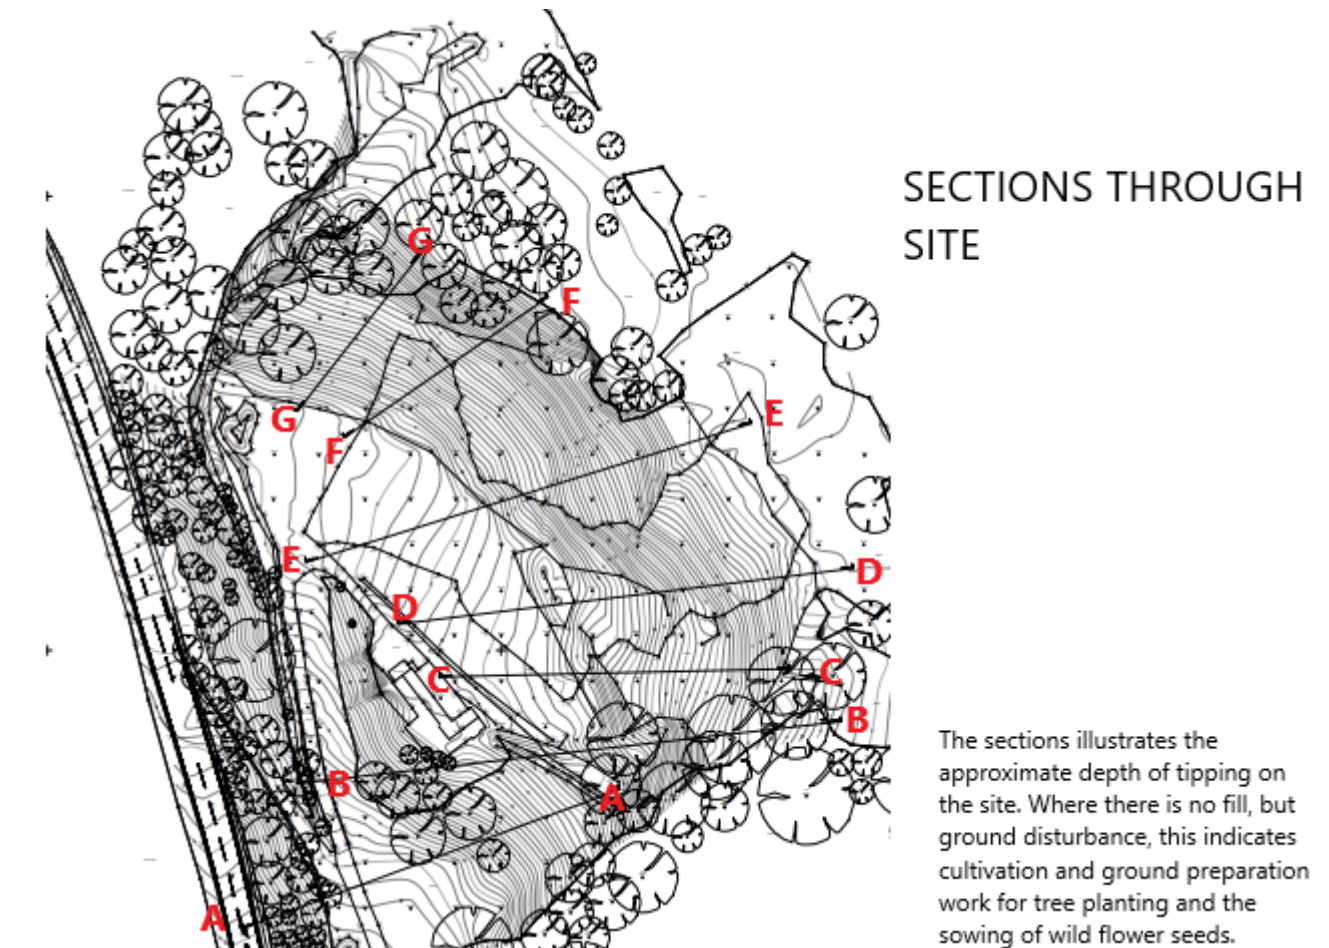 SECTIONS THROUGH
SITE
G
F
G
E
F
E
D
D
C
C
B
B
A
A
The sections illustrates the
approximate depth of tipping on
the site. Where there is no fill, but
ground disturbance, this indicates
cultivation and ground preparation
work for tree planting and the
sowing of wild flower seeds.